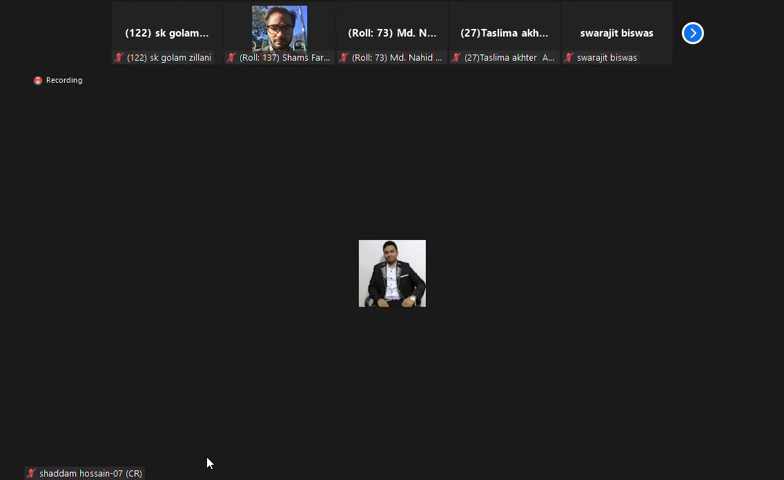 (122) sk golam...
(Roll: 73) Md. N...
(27)Taslima akh...
swarajit biswas
(122) sk golam zillani
(Roll: 137) Shams Far...
(Roll: 73) Md. Nahid ...
(27)Taslima akhter A...
swarajit biswas
Recording
shaddam hossain-07 (CR)